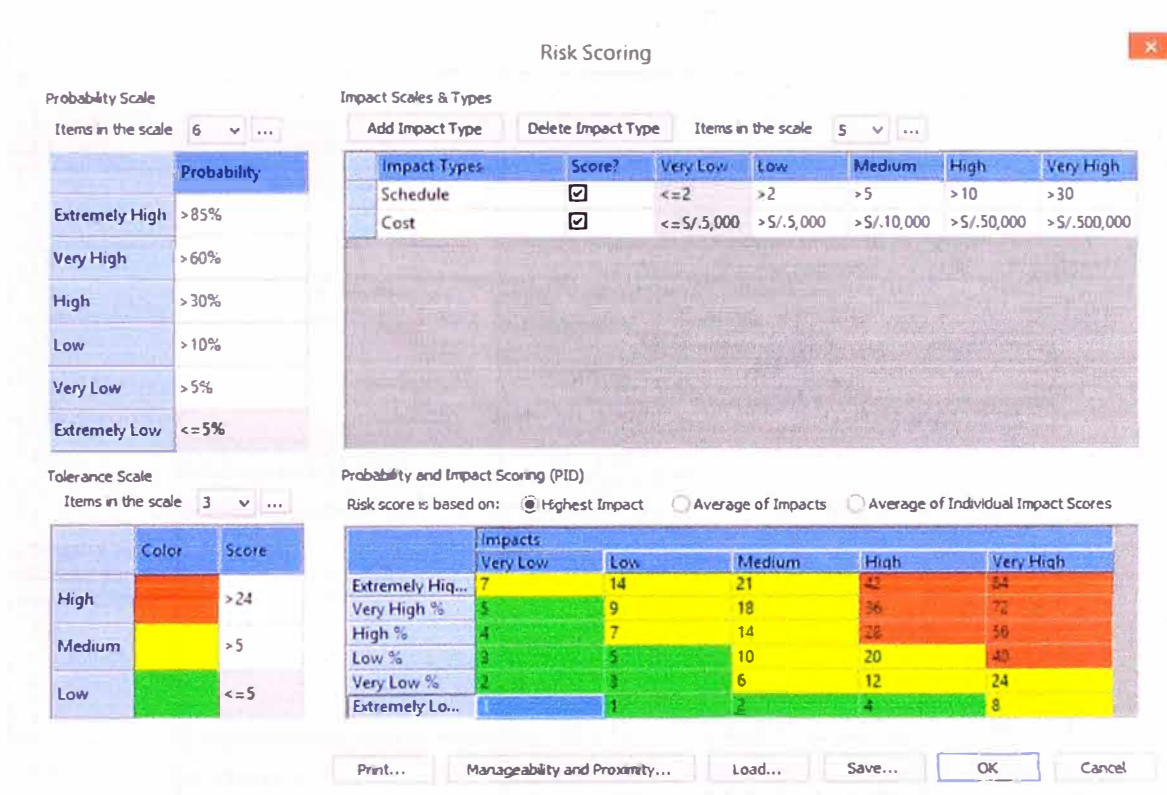 Risk Scoring
Probability Scale
Items in the scale 6 ...
Probability
Extremely High >85%
Very High >60%
High >30%
Low >10%
Very Low >5%
Extremely Low <=5%
Impact Scales & Types
Add Impact Type Delete Impact Type Items in the scale 5 ...
Impact Types Score? Very Low Low Medium High Very High
Schedule <=2 >2 >5 >10 >30
Cost <=S/.5,000 >S/.5,000 >S/.10,000 >S/.50,000 >S/.500,000
Tolerance Scale
Items in the scale 3 ...
Color Score
High >24
Medium >5
Low <=5
Probability and Impact Scoring (PID)
Risk score is based on: Highest Impact Average of Impacts Average of Individual Impact Scores
Impacts
Very Low Low Medium High Very High
Extremely Hig... 7 14 21 42 84
Very High % 5 9 18 36 72
High % 4 7 14 28 56
Low % 3 5 10 20 40
Very Low % 2 3 6 12 24
Extremely Lo... 1 1 2 4 8
Print... Manageability and Proximity... Load... Save... OK Cancel